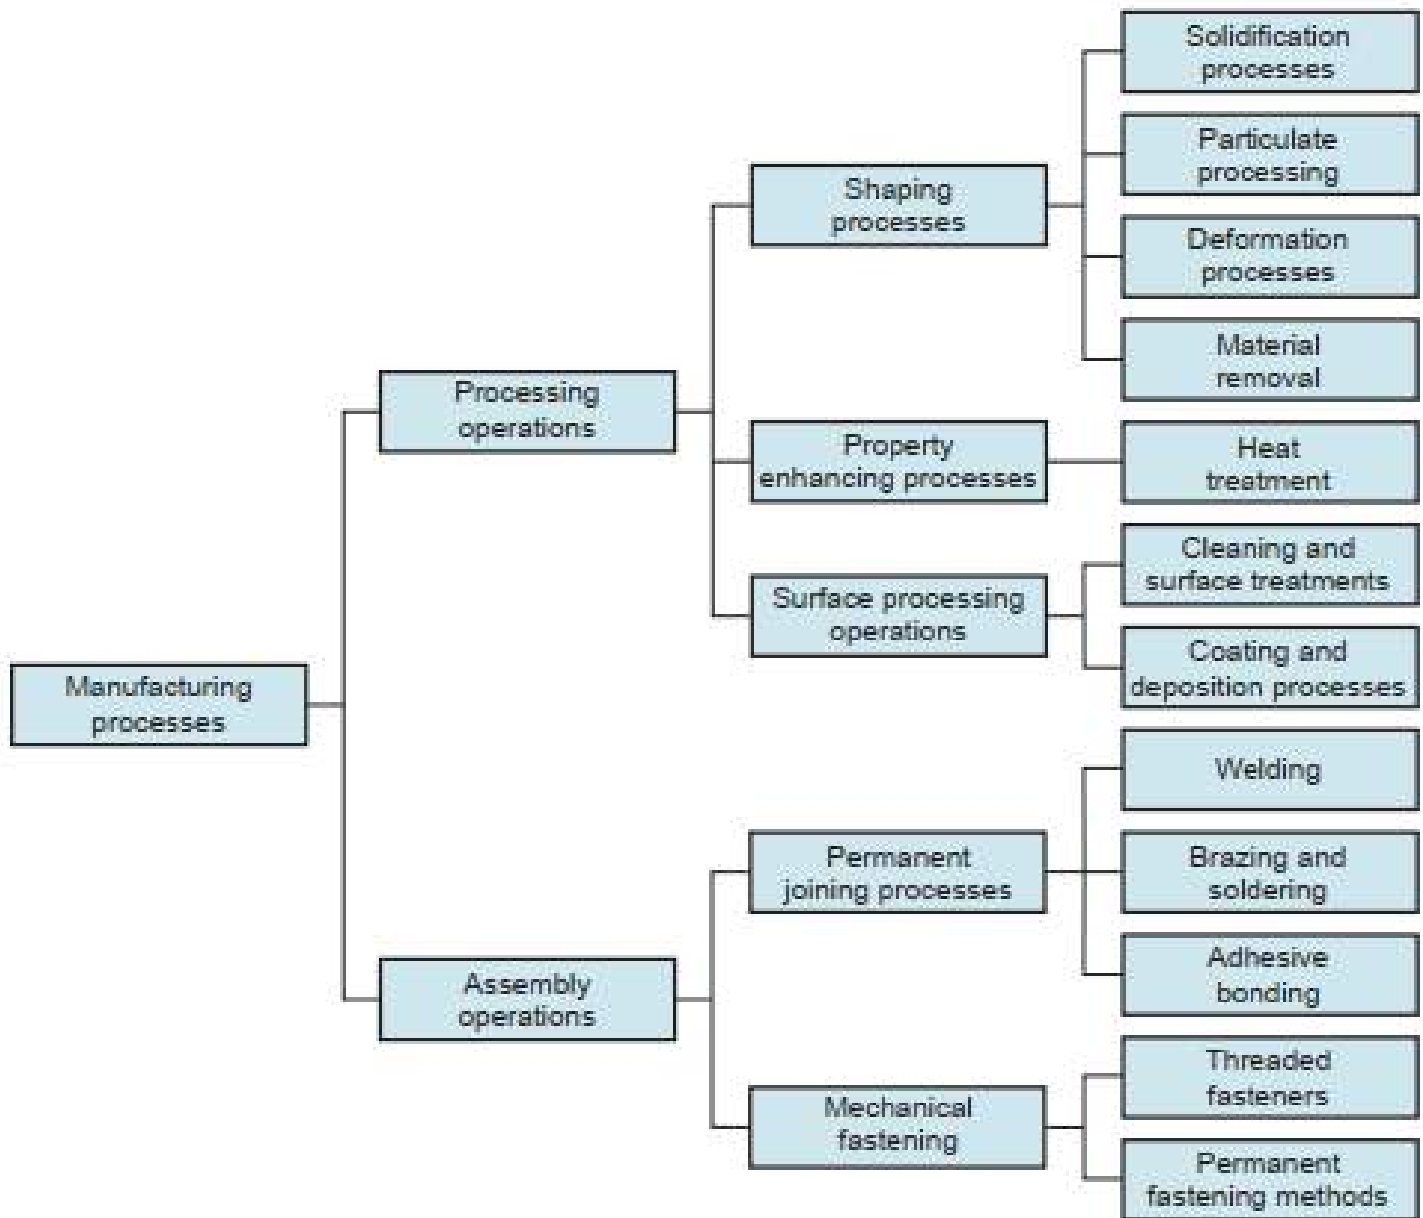 Solidification
processes
Particulate
processing
Shaping
processes
Deformation
processes
Material
removal
Processing
operations
Property
enhancing processes
Heat
treatment
Cleaning and
surface treatments
Surface processing
operations
Coating and
deposition processes
Manufacturing
processes
Welding
Permanent
joining processes
Brazing and
soldering
Adhesive
bonding
Assembly
operations
Threaded
fasteners
Mechanical
fastening
Permanent
fastening methods